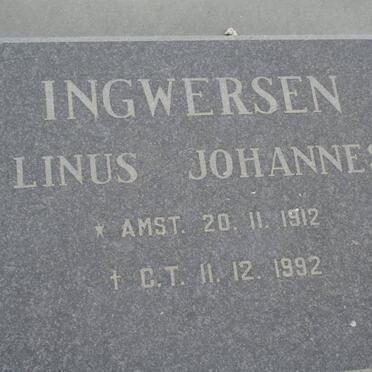 INGWERSEN
LINUS JOHANNES
* AMST. 20. 11. 1912
† C.T. 11. 12. 1992